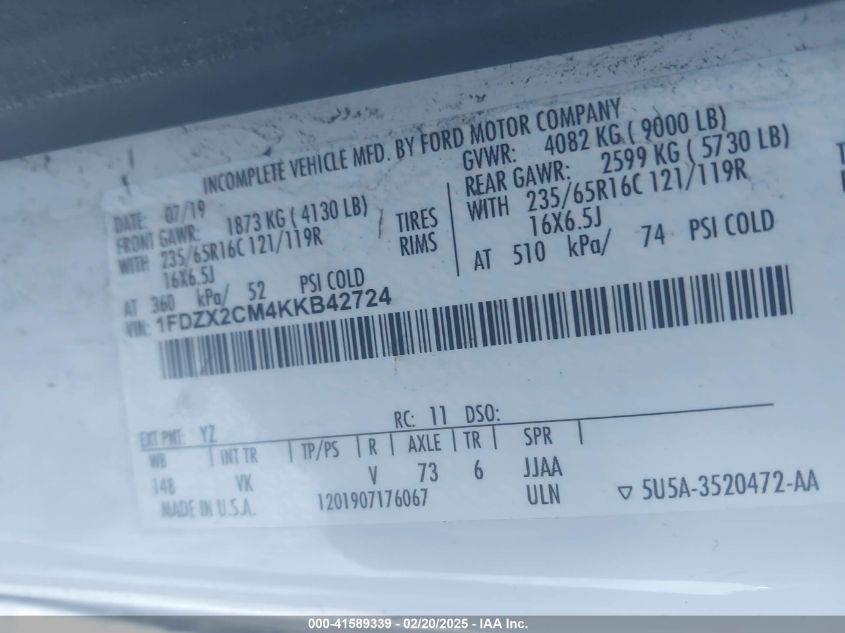 INCOMPLETE VEHICLE MFD. BY FORD MOTOR COMPANY
DATE: 07/19
GVWR: 4082 KG ( 9000 LB)
FRONT GAWR: 1873 KG ( 4130 LB)
REAR GAWR: 2599 KG ( 5730 LB)
WITH 235/65R16C 121/119R TIRES
WITH 235/65R16C 121/119R
16X6.5J RIMS
16X6.5J
AT 360 kPa/ 52 PSI COLD
AT 510 kPa/ 74 PSI COLD
VIN: 1FDZX2CM4KKB42724
EXT PNT: YZ RC: 11 DSO:
WB INT TR TP/PS R AXLE TR SPR
148 VK V 73 6 JJAA
MADE IN U.S.A. 1201907176067 ULN ▽ 5U5A-3520472-AA
000-41589339 - 02/20/2025 - IAA Inc.